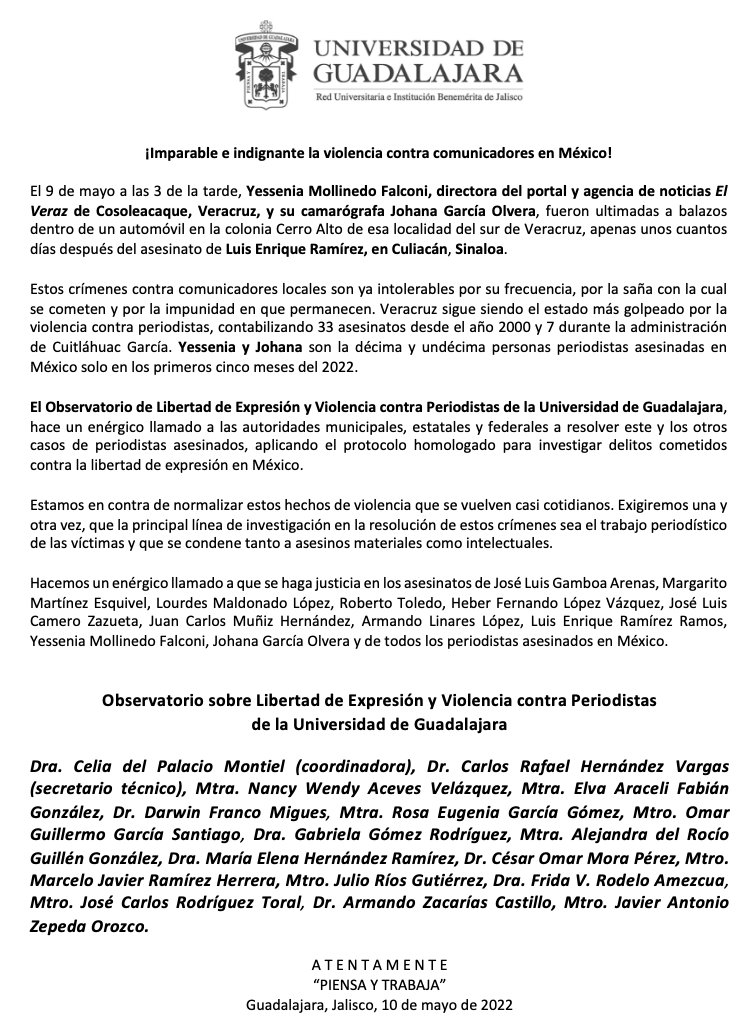 UNIVERSIDAD DE
GUADALAJARA
Red Universitaria e Institución Benemérita de Jalisco
PIENSA Y
TRABAJA
¡Imparable e indignante la violencia contra comunicadores en México!
El 9 de mayo a las 3 de la tarde, Yessenia Mollinedo Falconi, directora del portal y agencia de noticias El
Veraz de Cosoleacaque, Veracruz, y su camarógrafa Johana García Olvera, fueron ultimadas a balazos
dentro de un automóvil en la colonia Cerro Alto de esa localidad del sur de Veracruz, apenas unos cuantos
días después del asesinato de Luis Enrique Ramírez, en Culiacán, Sinaloa.
Estos crímenes contra comunicadores locales son ya intolerables por su frecuencia, por la saña con la cual
se cometen y por la impunidad en que permanecen. Veracruz sigue siendo el estado más golpeado por la
violencia contra periodistas, contabilizando 33 asesinatos desde el año 2000 y 7 durante la administración
de Cuitláhuac García. Yessenia y Johana son la décima y undécima personas periodistas asesinadas en
México solo en los primeros cinco meses del 2022.
El Observatorio de Libertad de Expresión y Violencia contra Periodistas de la Universidad de Guadalajara,
hace un enérgico llamado a las autoridades municipales, estatales y federales a resolver este y los otros
casos de periodistas asesinados, aplicando el protocolo homologado para investigar delitos cometidos
contra la libertad de expresión en México.
Estamos en contra de normalizar estos hechos de violencia que se vuelven casi cotidianos. Exigiremos una y
otra vez, que la principal línea de investigación en la resolución de estos crímenes sea el trabajo periodístico
de las víctimas y que se condene tanto a asesinos materiales como intelectuales.
Hacemos un enérgico llamado a que se haga justicia en los asesinatos de José Luis Gamboa Arenas, Margarito
Martínez Esquivel, Lourdes Maldonado López, Roberto Toledo, Heber Fernando López Vázquez, José Luis
Camero Zazueta, Juan Carlos Muñiz Hernández, Armando Linares López, Luis Enrique Ramírez Ramos,
Yessenia Mollinedo Falconi, Johana García Olvera y de todos los periodistas asesinados en México.
Observatorio sobre Libertad de Expresión y Violencia contra Periodistas
de la Universidad de Guadalajara
Dra. Celia del Palacio Montiel (coordinadora), Dr. Carlos Rafael Hernández Vargas
(secretario técnico), Mtra. Nancy Wendy Aceves Velázquez, Mtra. Elva Araceli Fabián
González, Dr. Darwin Franco Migues, Mtra. Rosa Eugenia García Gómez, Mtro. Omar
Guillermo García Santiago, Dra. Gabriela Gómez Rodríguez, Mtra. Alejandra del Rocío
Guillén González, Dra. María Elena Hernández Ramírez, Dr. César Omar Mora Pérez, Mtro.
Marcelo Javier Ramírez Herrera, Mtro. Julio Ríos Gutiérrez, Dra. Frida V. Rodelo Amezcua,
Mtro. José Carlos Rodríguez Toral, Dr. Armando Zacarías Castillo, Mtro. Javier Antonio
Zepeda Orozco.
A T E N T A M E N T E
“PIENSA Y TRABAJA”
Guadalajara, Jalisco, 10 de mayo de 2022